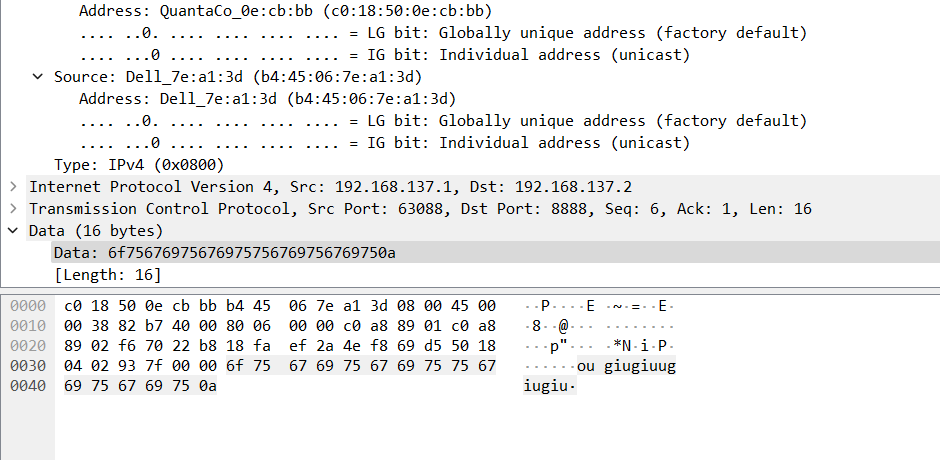 Address: QuantaCo_0e:cb:bb (c0:18:50:0e:cb:bb)
.... ..0. .... .... .... .... = LG bit: Globally unique address (factory default)
.... ...0 .... .... .... .... = IG bit: Individual address (unicast)
Source: Dell_7e:a1:3d (b4:45:06:7e:a1:3d)
Address: Dell_7e:a1:3d (b4:45:06:7e:a1:3d)
.... ..0. .... .... .... .... = LG bit: Globally unique address (factory default)
.... ...0 .... .... .... .... = IG bit: Individual address (unicast)
Type: IPv4 (0x0800)
Internet Protocol Version 4, Src: 192.168.137.1, Dst: 192.168.137.2
Transmission Control Protocol, Src Port: 63088, Dst Port: 8888, Seq: 6, Ack: 1, Len: 16
Data (16 bytes)
Data: 6f75676975676975756769756769750a
[Length: 16]
0000 c0 18 50 0e cb bb b4 45 06 7e a1 3d 08 00 45 00 ··P····E ·~·=··E·
0010 00 38 82 b7 40 00 80 06 00 00 c0 a8 89 01 c0 a8 ·8··@··· ········
0020 89 02 f6 70 22 b8 18 fa ef 2a 4e f8 69 d5 50 18 ···p"··· ·*N·i·P·
0030 04 02 93 7f 00 00 6f 75 67 69 75 67 69 75 75 67 ······ou giugiuug
0040 69 75 67 69 75 0a iugiu·